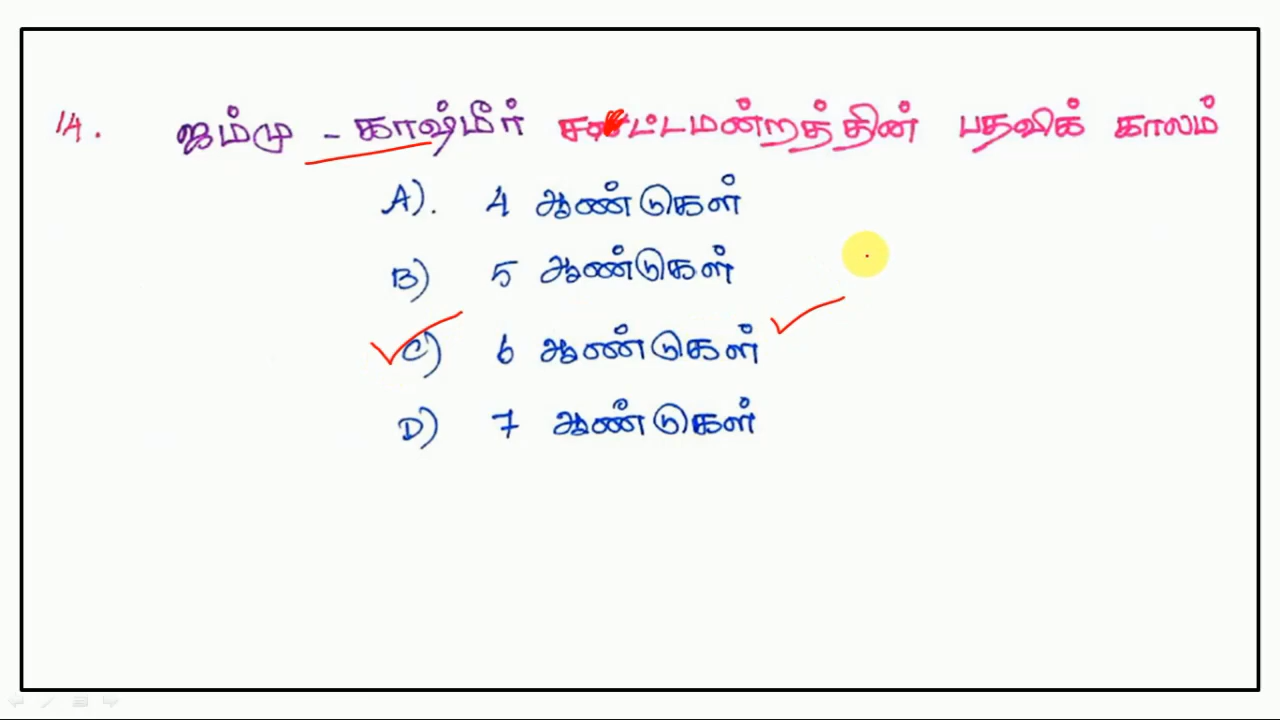 14. ஜம்மு - காஷ்மீர் சட்டமன்றத்தின் பதவிக் காலம்
A). 4 ஆண்டுகள்
B) 5 ஆண்டுகள்
C) 6 ஆண்டுகள்
D) 7 ஆண்டுகள்